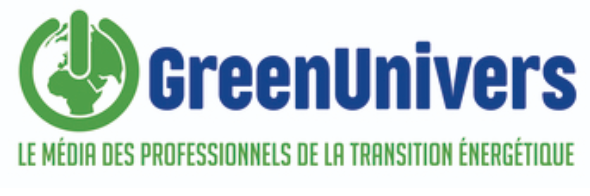 GreenUnivers
LE MÉDIA DES PROFESSIONNELS DE LA TRANSITION ÉNERGÉTIQUE